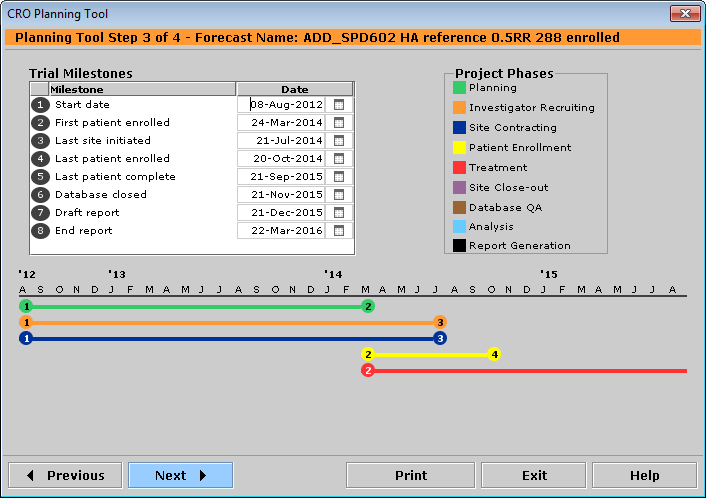 CRO Planning Tool
Planning Tool Step 3 of 4 - Forecast Name: ADD_SPD602 HA reference 0.5RR 288 enrolled
Trial Milestones
Milestone Date
1 Start date 08-Aug-2012
2 First patient enrolled 24-Mar-2014
3 Last site initiated 21-Jul-2014
4 Last patient enrolled 20-Oct-2014
5 Last patient complete 21-Sep-2015
6 Database closed 21-Nov-2015
7 Draft report 21-Dec-2015
8 End report 22-Mar-2016
Project Phases
Planning
Investigator Recruiting
Site Contracting
Patient Enrollment
Treatment
Site Close-out
Database QA
Analysis
Report Generation
'12 '13 '14 '15
A S O N D J F M A M J J A S O N D J F M A M J J A S O N D J F M A M J J A
1 2
1 3
1 3
2 4
2
Previous Next Print Exit Help